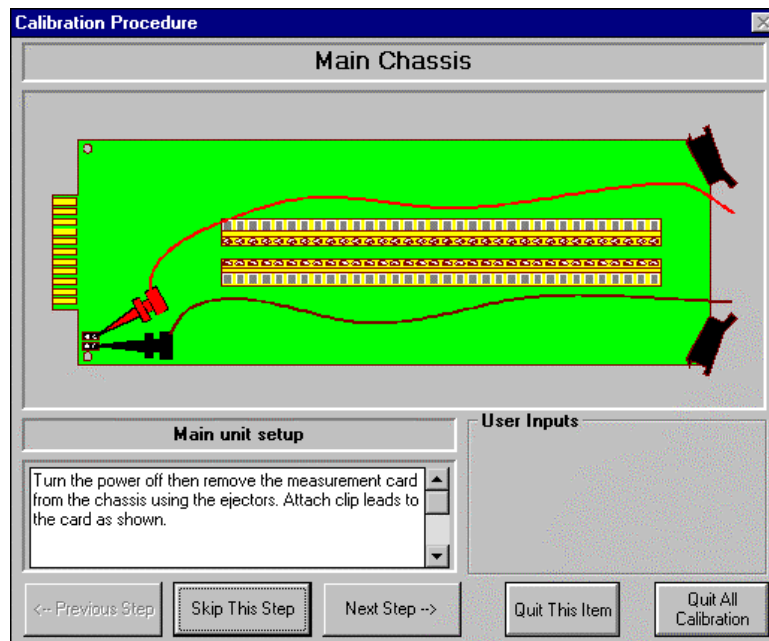 Calibration Procedure
Main Chassis
Main unit setup
User Inputs
Turn the power off then remove the measurement card
from the chassis using the ejectors. Attach clip leads to
the card as shown.
<-- Previous Step
Skip This Step
Next Step -->
Quit This Item
Quit All
Calibration